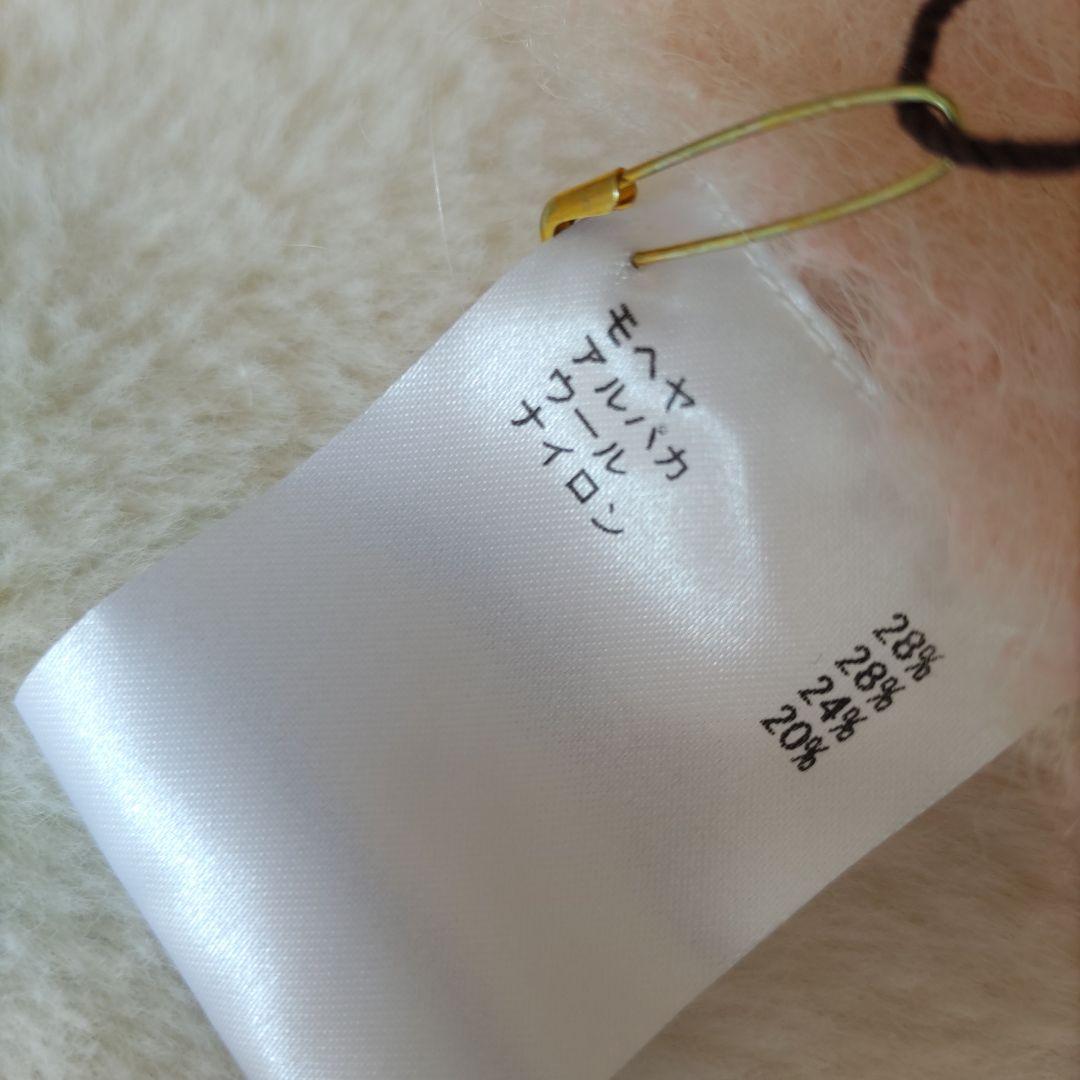 モヘヤ 28%
アルパカ 28%
ウール 24%
ナイロン 20%